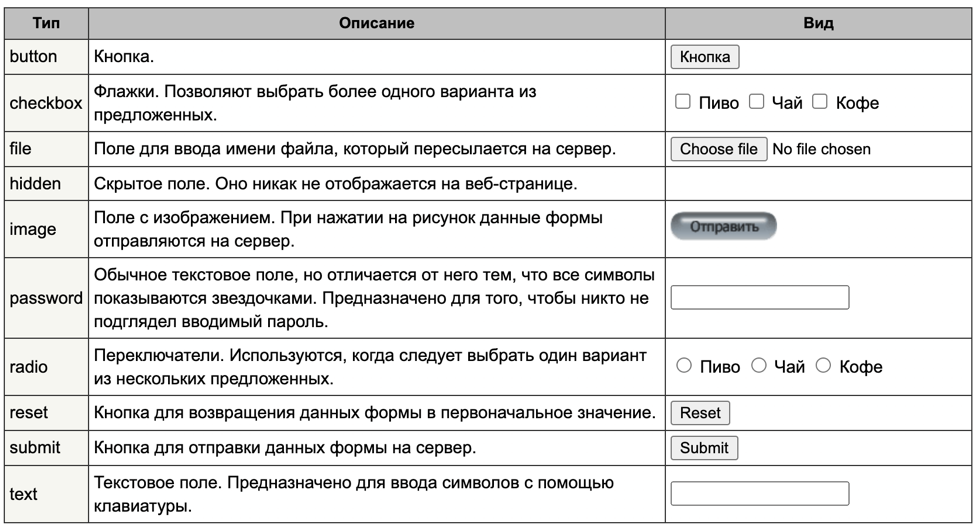 Тип Описание Вид
button Кнопка. Кнопка
checkbox Флажки. Позволяют выбрать более одного варианта из
предложенных. Пиво Чай Кофе
file Поле для ввода имени файла, который пересылается на сервер. Choose file No file chosen
hidden Скрытое поле. Оно никак не отображается на веб-странице.
image Поле с изображением. При нажатии на рисунок данные формы
отправляются на сервер. Отправить
password Обычное текстовое поле, но отличается от него тем, что все символы
показываются звездочками. Предназначено для того, чтобы никто не
подглядел вводимый пароль.
radio Переключатели. Используются, когда следует выбрать один вариант
из нескольких предложенных. Пиво Чай Кофе
reset Кнопка для возвращения данных формы в первоначальное значение. Reset
submit Кнопка для отправки данных формы на сервер. Submit
text Текстовое поле. Предназначено для ввода символов с помощью
клавиатуры.